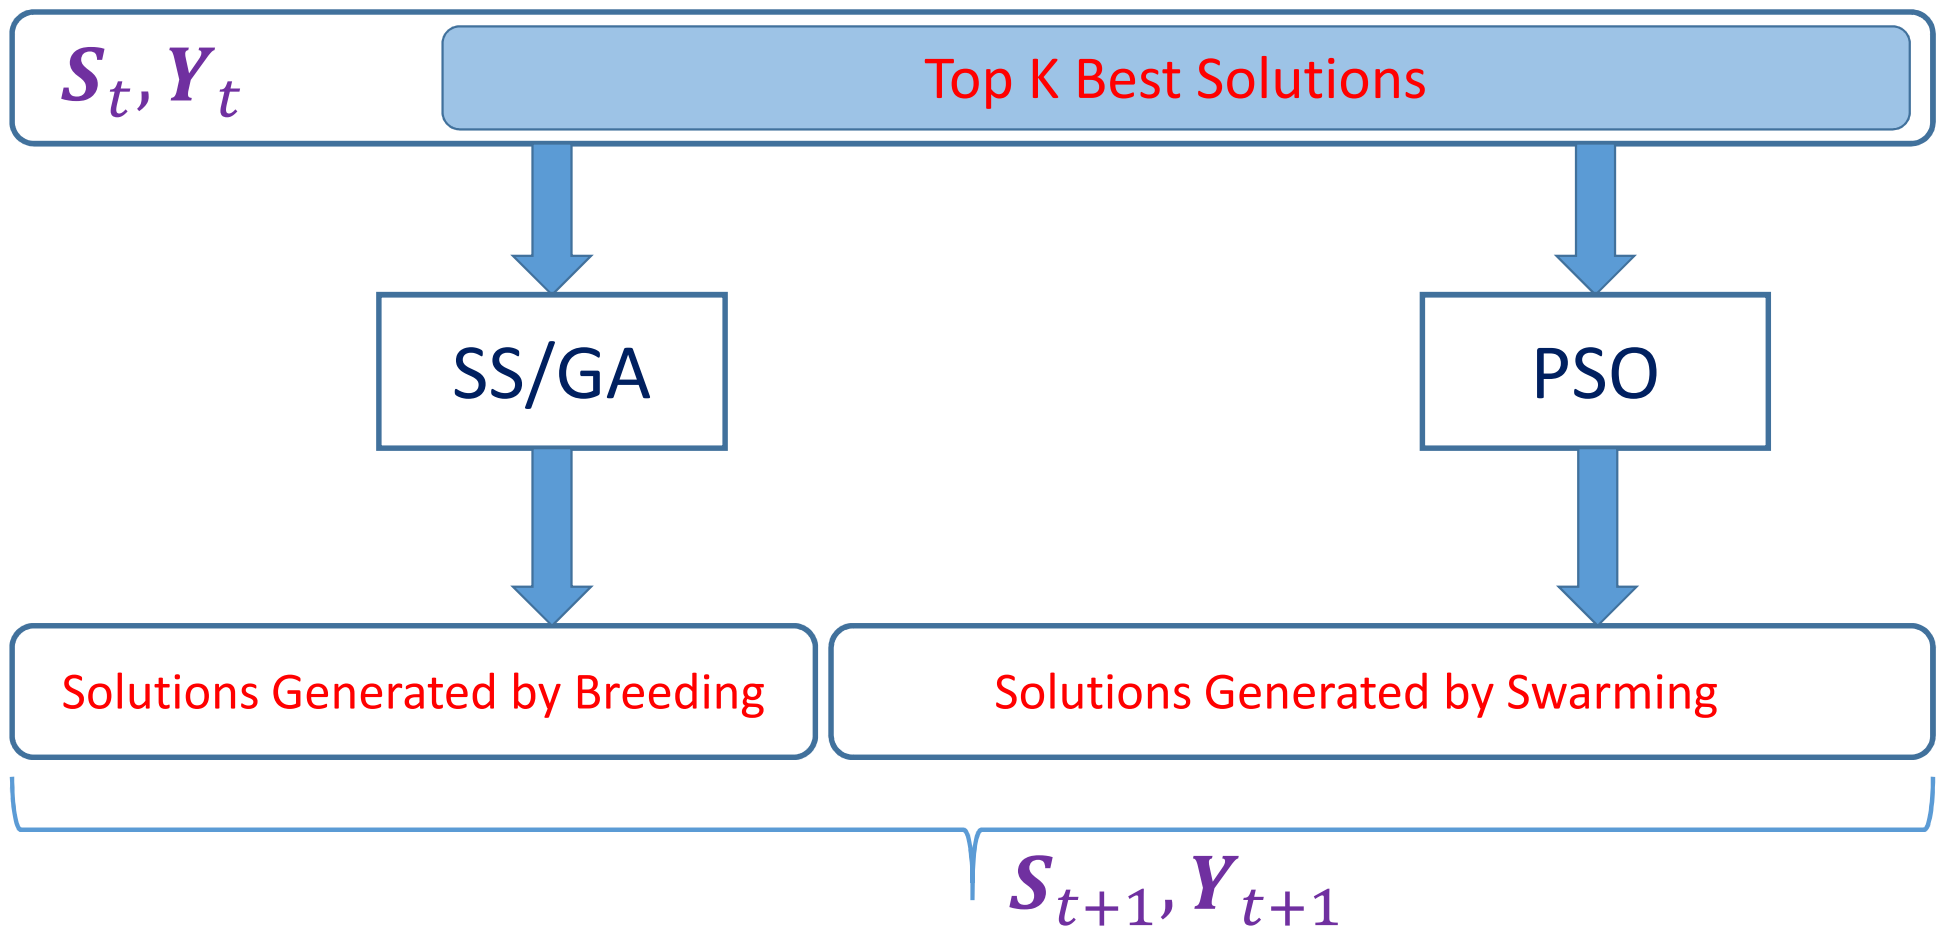 S_t, Y_t
Top K Best Solutions
SS/GA
PSO
Solutions Generated by Breeding
Solutions Generated by Swarming
S_{t+1}, Y_{t+1}